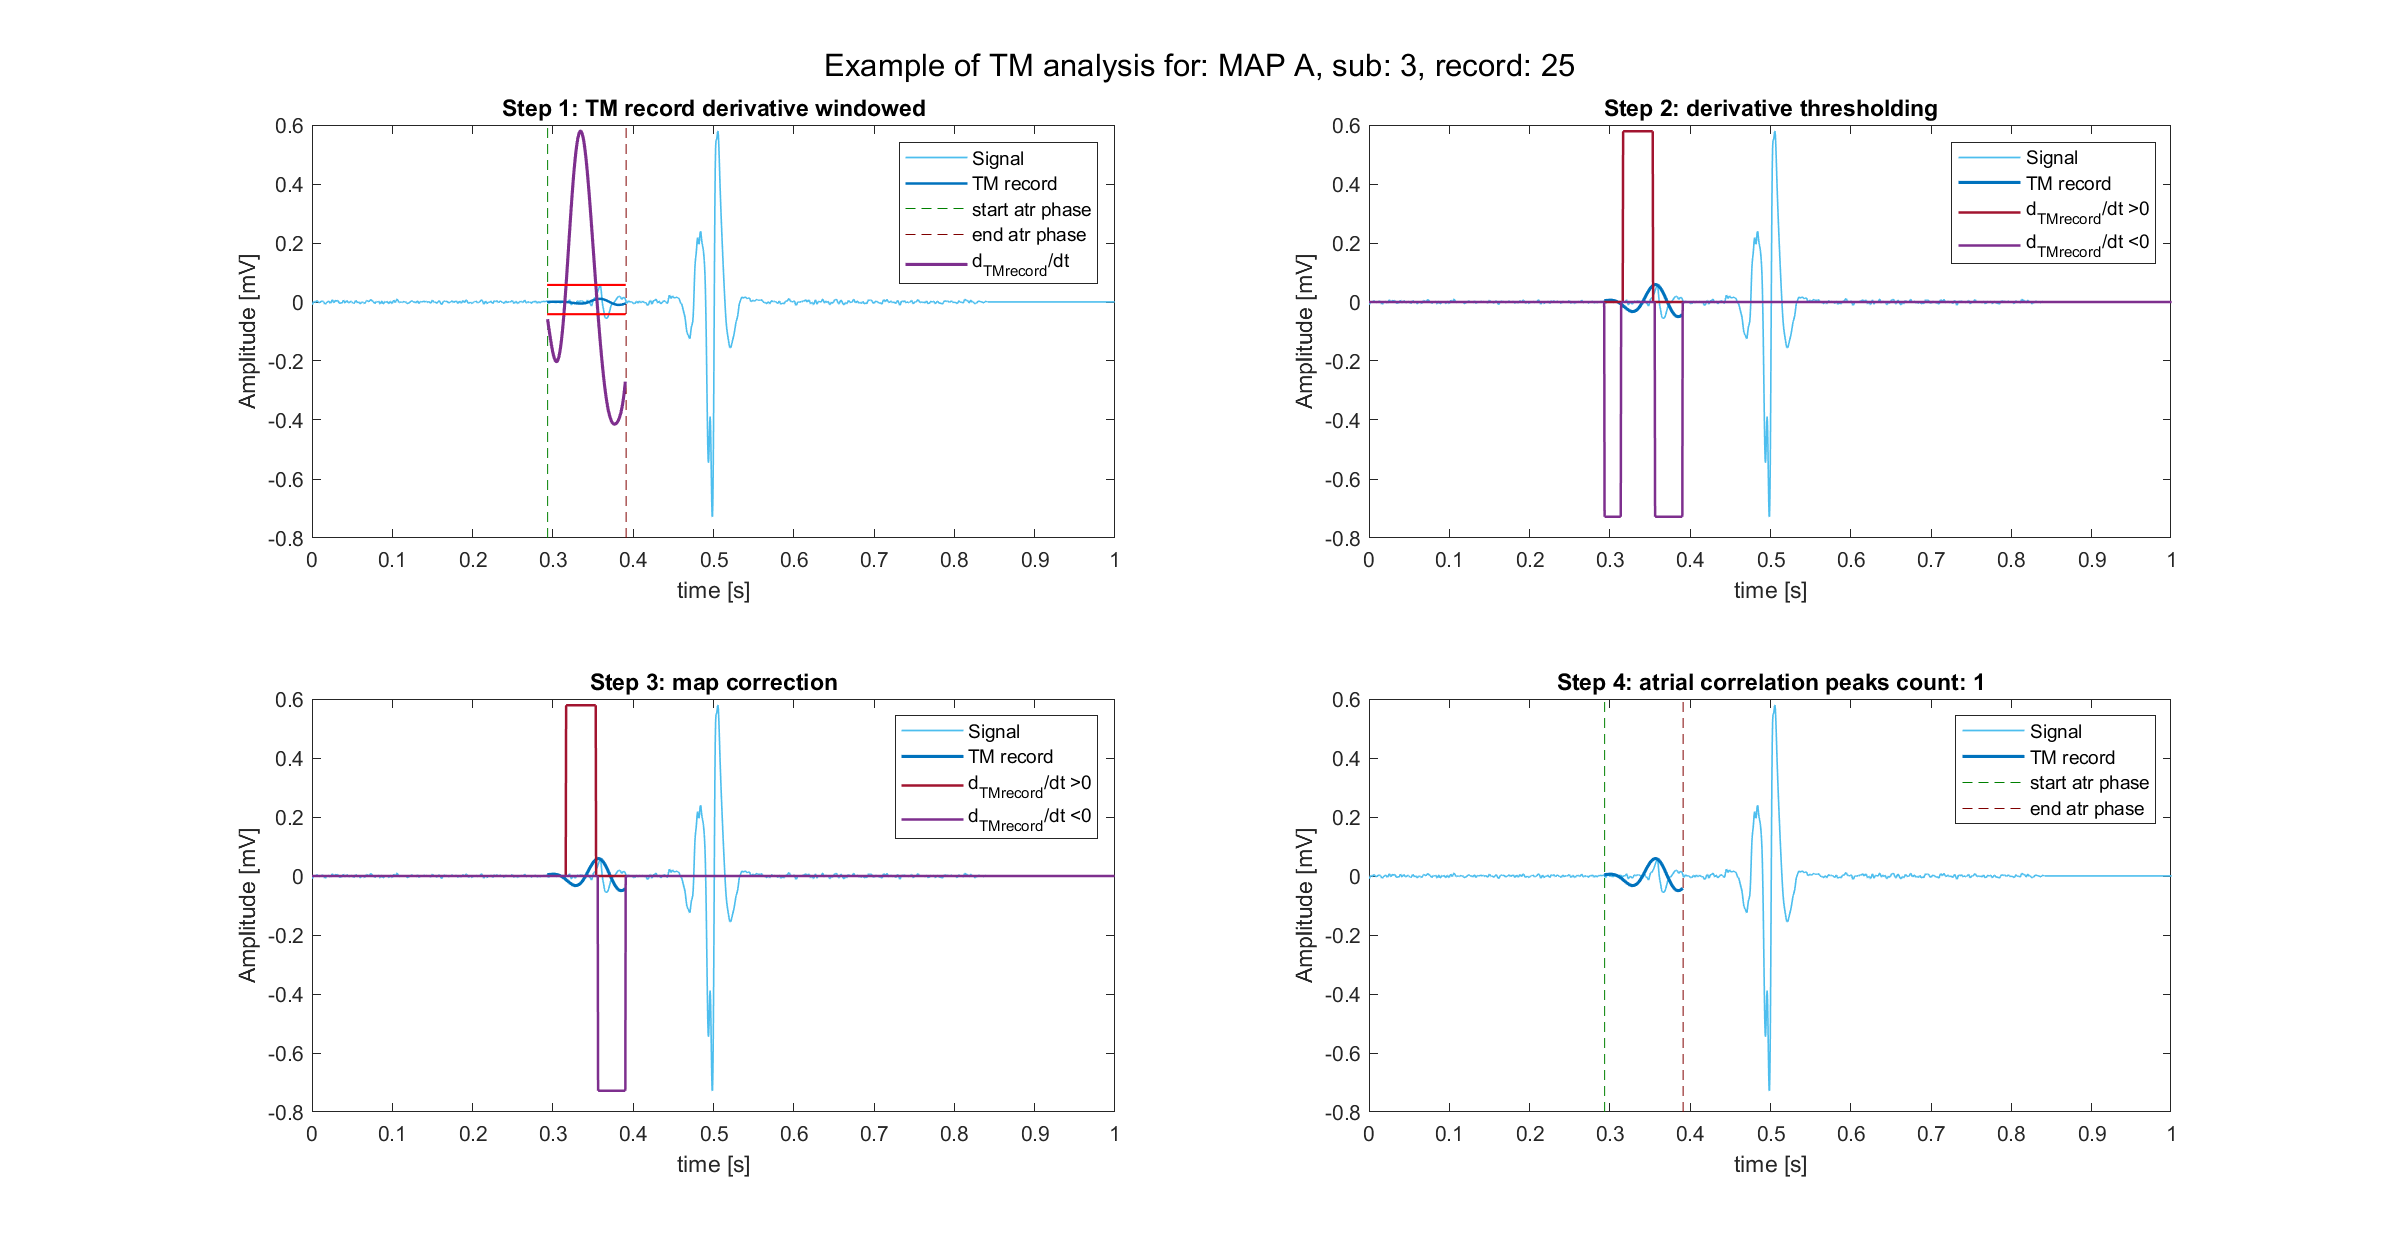 Example of TM analysis for: MAP A, sub: 3, record: 25
Step 1: TM record derivative windowed
0.6
0.4
0.2
0
-0.2
-0.4
-0.6
-0.8
Amplitude [mV]
0 0.1 0.2 0.3 0.4 0.5 0.6 0.7 0.8 0.9 1
time [s]
Signal
TM record
start atr phase
end atr phase
dTMrecord/dt
Step 2: derivative thresholding
0.6
0.4
0.2
0
-0.2
-0.4
-0.6
-0.8
Amplitude [mV]
0 0.1 0.2 0.3 0.4 0.5 0.6 0.7 0.8 0.9 1
time [s]
Signal
TM record
dTMrecord/dt >0
dTMrecord/dt <0
Step 3: map correction
0.6
0.4
0.2
0
-0.2
-0.4
-0.6
-0.8
Amplitude [mV]
0 0.1 0.2 0.3 0.4 0.5 0.6 0.7 0.8 0.9 1
time [s]
Signal
TM record
dTMrecord/dt >0
dTMrecord/dt <0
Step 4: atrial correlation peaks count: 1
0.6
0.4
0.2
0
-0.2
-0.4
-0.6
-0.8
Amplitude [mV]
0 0.1 0.2 0.3 0.4 0.5 0.6 0.7 0.8 0.9 1
time [s]
Signal
TM record
start atr phase
end atr phase